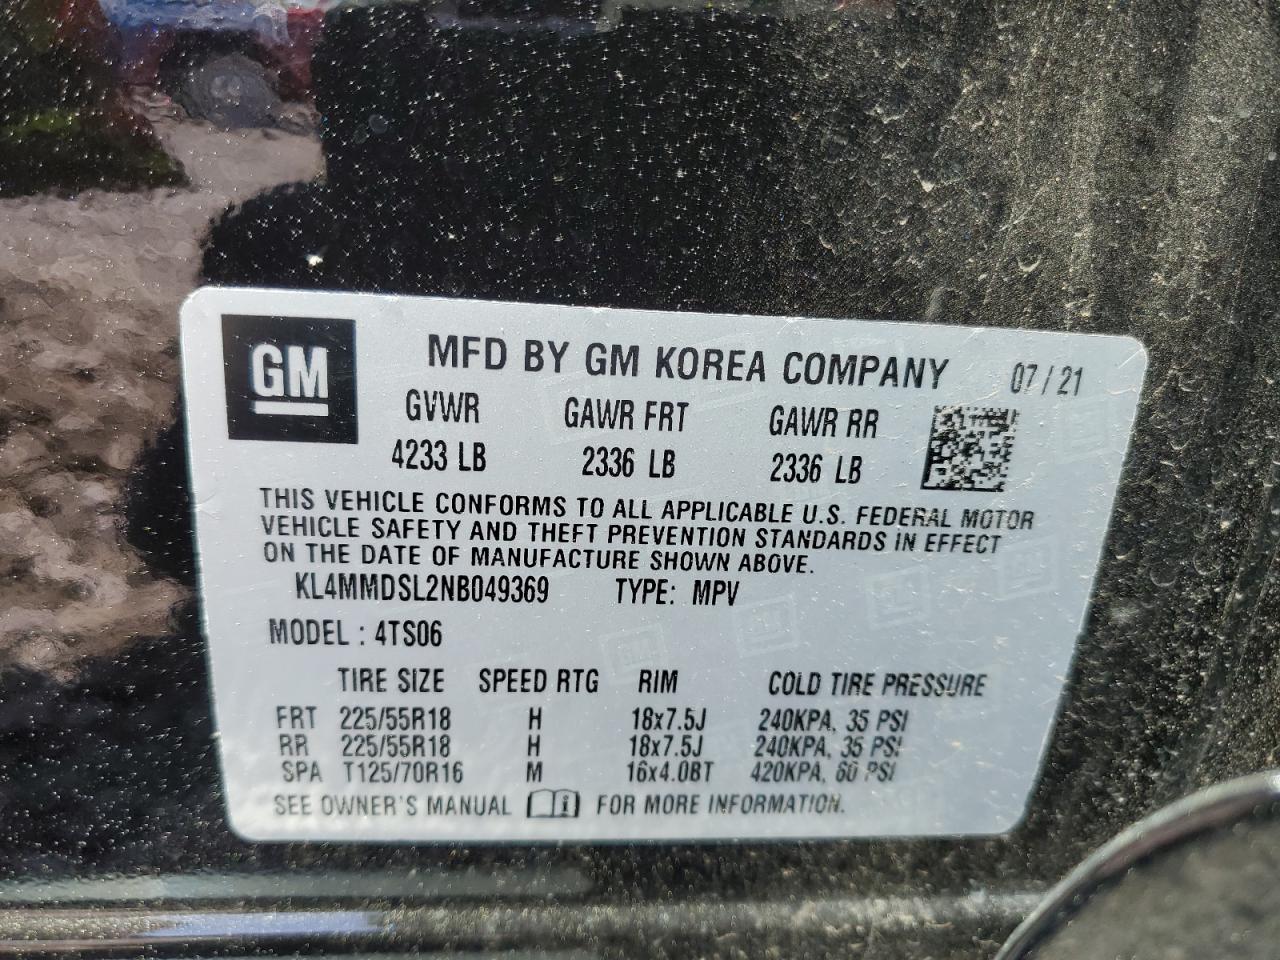 GM
MFD BY GM KOREA COMPANY 07/21
GVWR GAWR FRT GAWR RR
4233 LB 2336 LB 2336 LB
THIS VEHICLE CONFORMS TO ALL APPLICABLE U.S. FEDERAL MOTOR
VEHICLE SAFETY AND THEFT PREVENTION STANDARDS IN EFFECT
ON THE DATE OF MANUFACTURE SHOWN ABOVE.
KL4MMDSL2NB049369 TYPE: MPV
MODEL : 4TS06
TIRE SIZE SPEED RTG RIM COLD TIRE PRESSURE
FRT 225/55R18 H 18x7.5J 240KPA, 35 PSI
RR 225/55R18 H 18x7.5J 240KPA, 35 PSI
SPA T125/70R16 M 16x4.0BT 420KPA, 60 PSI
SEE OWNER'S MANUAL FOR MORE INFORMATION.